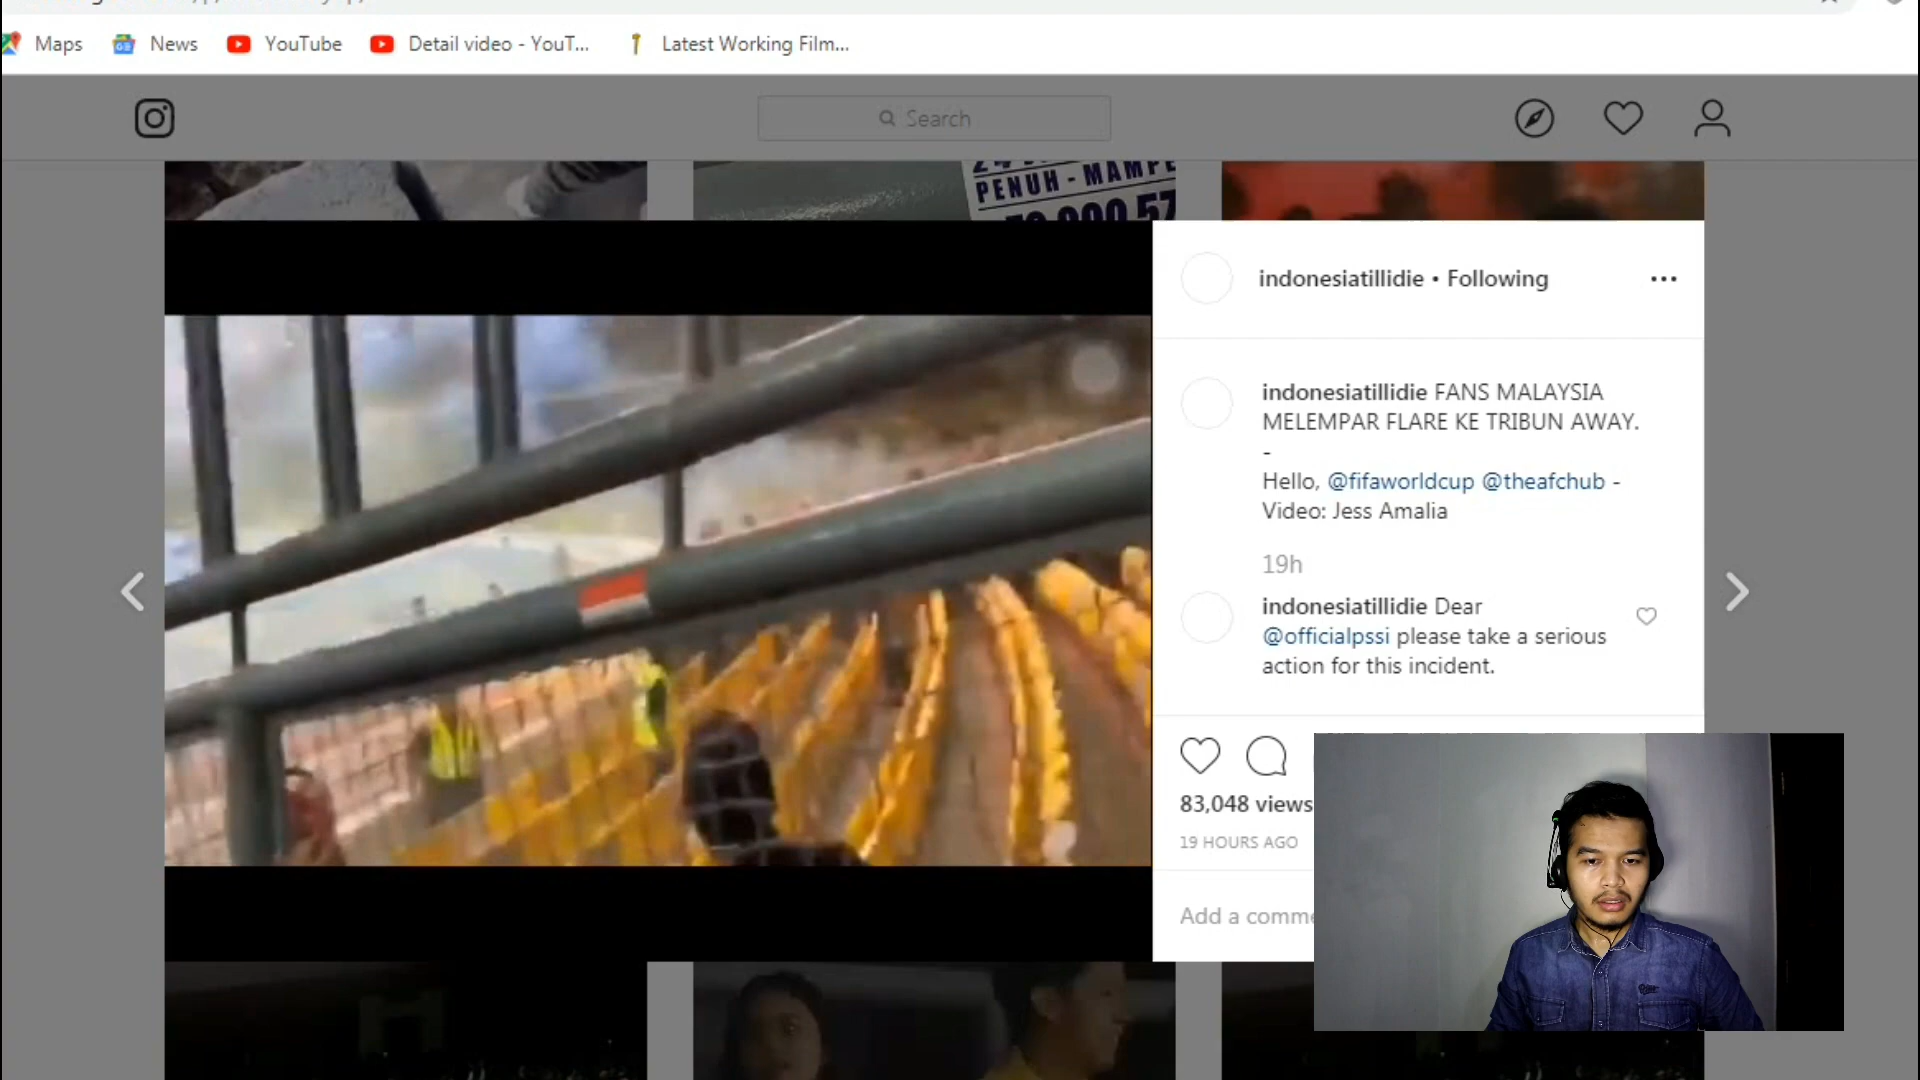 Maps
News
YouTube
Detail video - YouT...
Latest Working Film...
Search
PENUH - MAMPE
indonesiatillidie • Following
indonesiatillidie FANS MALAYSIA
MELEMPAR FLARE KE TRIBUN AWAY.
-
Hello, @fifaworldcup @theafchub -
Video: Jess Amalia
19h
indonesiatillidie Dear
@officialpssi please take a serious
action for this incident.
83,048 views
19 HOURS AGO
Add a comme